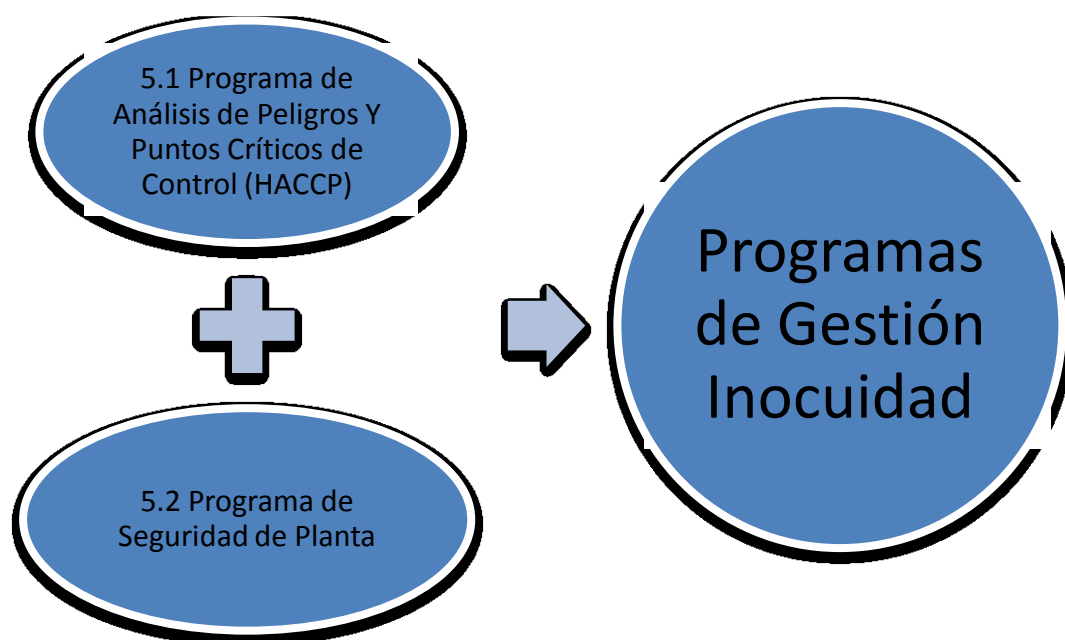 5.1 Programa de
Análisis de Peligros Y
Puntos Críticos de
Control (HACCP)
5.2 Programa de
Seguridad de Planta
Programas
de Gestión
Inocuidad